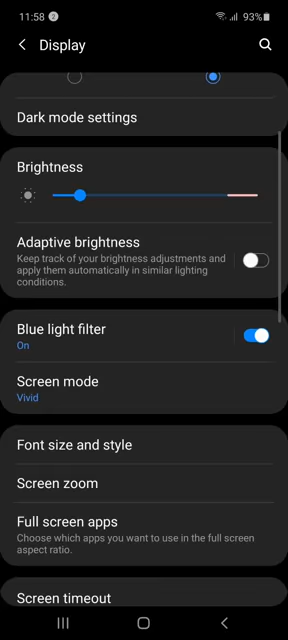 11:58 2 93%
Display
Dark mode settings
Brightness
Adaptive brightness
Keep track of your brightness adjustments and
apply them automatically in similar lighting
conditions.
Blue light filter
On
Screen mode
Vivid
Font size and style
Screen zoom
Full screen apps
Choose which apps you want to use in the full screen
aspect ratio.
Screen timeout